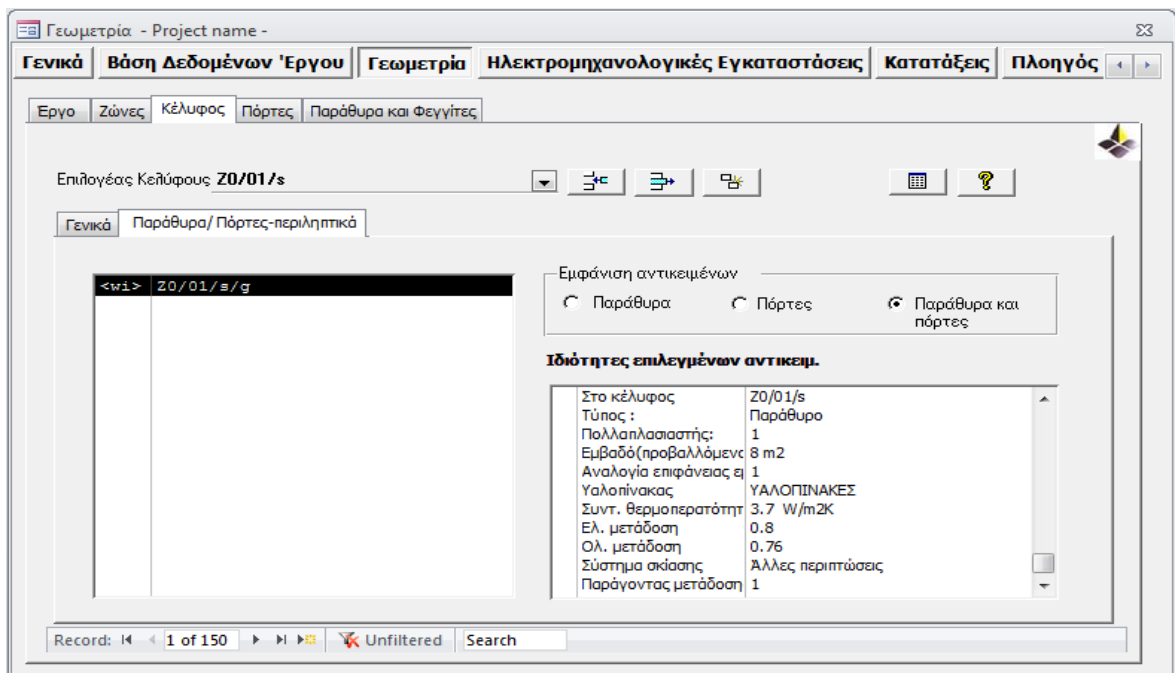 Γεωμετρία - Project name -
Γενικά Βάση Δεδομένων 'Εργου Γεωμετρία Ηλεκτρομηχανολογικές Εγκαταστάσεις Κατατάξεις Πλοηγός
Έργο Ζώνες Κέλυφος Πόρτες Παράθυρα και Φεγγίτες
Επιλογέας Κελύφους Z0/01/s
Γενικά Παράθυρα/ Πόρτες-περιληπτικά
<wi> Z0/01/s/g
Εμφάνιση αντικειμένων
Παράθυρα Πόρτες Παράθυρα και
πόρτες
Ιδιότητες επιλεγμένων αντικειμ.
Στο κέλυφος Z0/01/s
Τύπος : Παράθυρο
Πολλαπλασιαστής: 1
Εμβαδό(προβαλλόμενο 8 m2
Αναλογία επιφάνειας εμ 1
Υαλοπίνακας ΥΑΛΟΠΙΝΑΚΕΣ
Συντ. θερμοπερατότητ 3.7 W/m2K
Ελ. μετάδοση 0.8
Ολ. μετάδοση 0.76
Σύστημα σκίασης Άλλες περιπτώσεις
Παράγοντας μετάδοση 1
Record: 1 of 150 Unfiltered Search